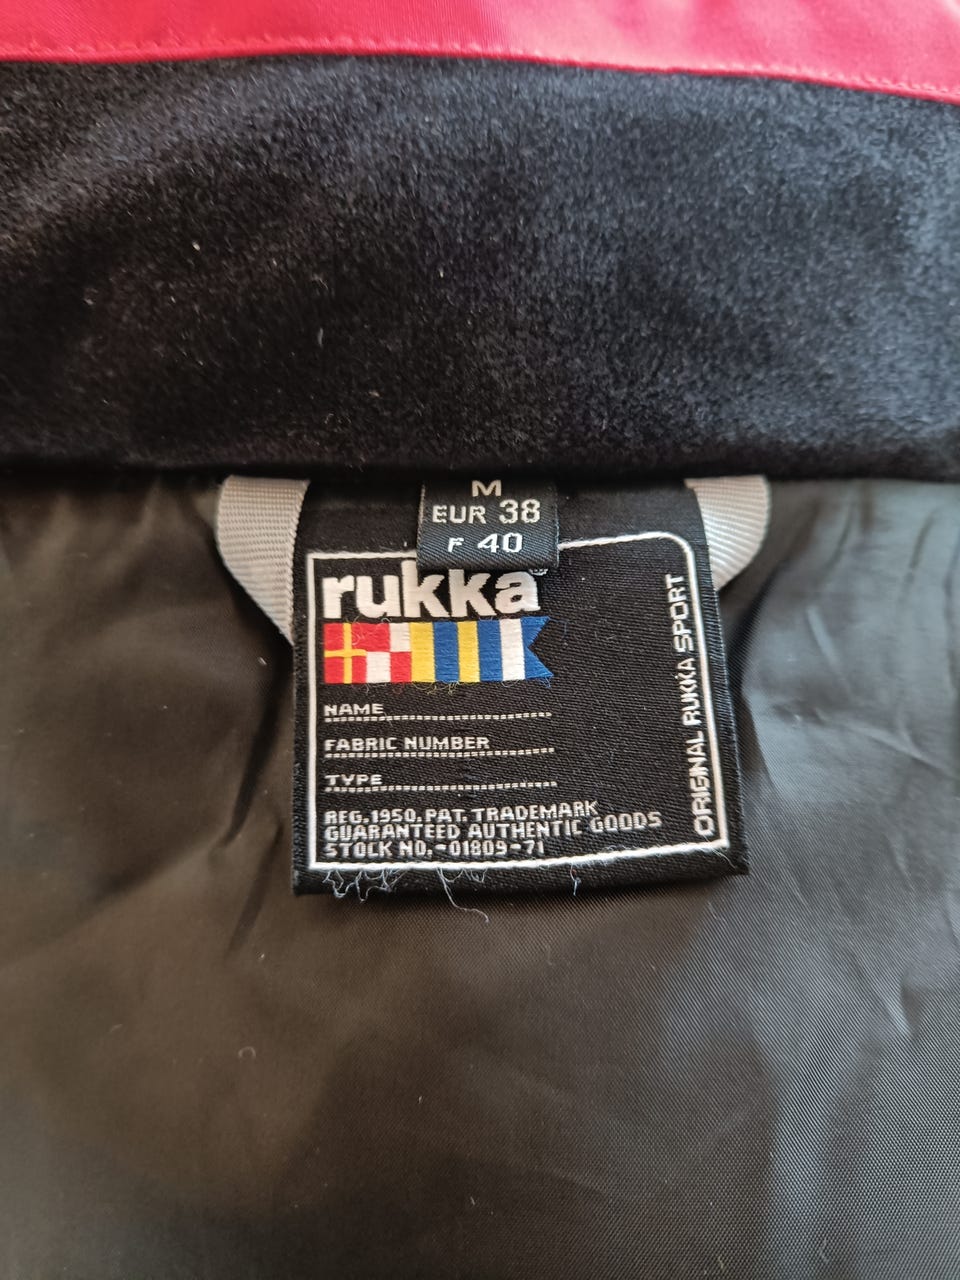 M
EUR 38
F 40
rukka®
NAME
FABRIC NUMBER
TYPE
REG.1950. PAT. TRADEMARK
GUARANTEED AUTHENTIC GOODS
STOCK NO.-01809-71
ORIGINAL RUKKA SPORT